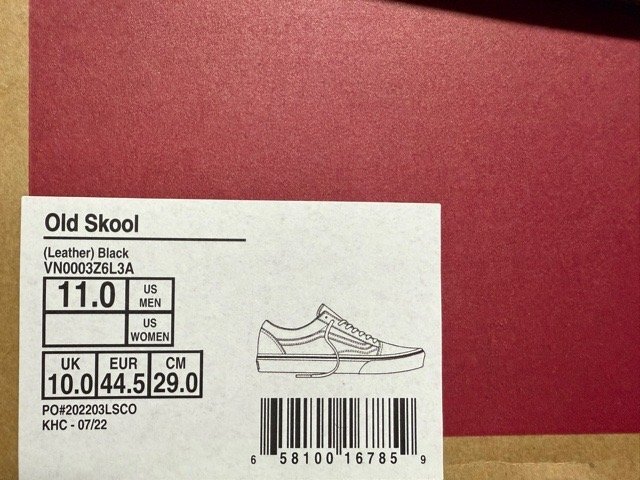 Old Skool
(Leather) Black
VN0003Z6L3A
11.0 US MEN
US WOMEN
UK EUR CM
10.0 44.5 29.0
PO#202203LSCO
KHC - 07/22
6 58100 16785 9